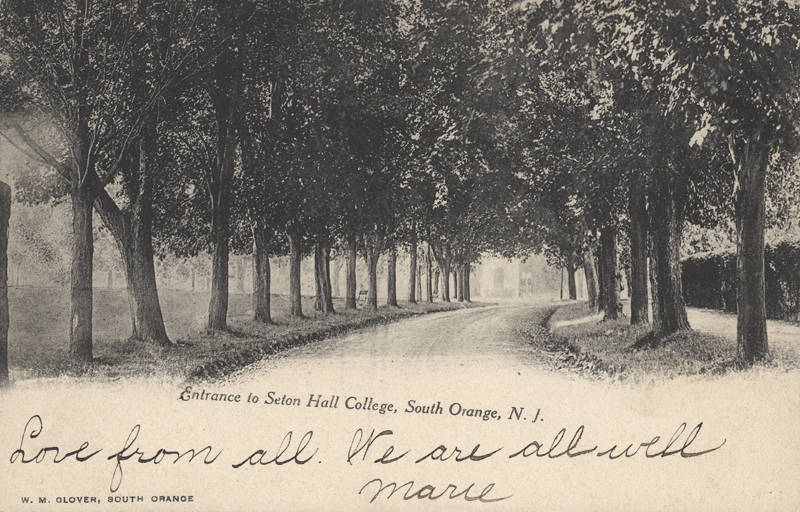 Entrance to Seton Hall College, South Orange, N. J.
Love from all. We are all well
Marie
W. M. GLOVER, SOUTH ORANGE